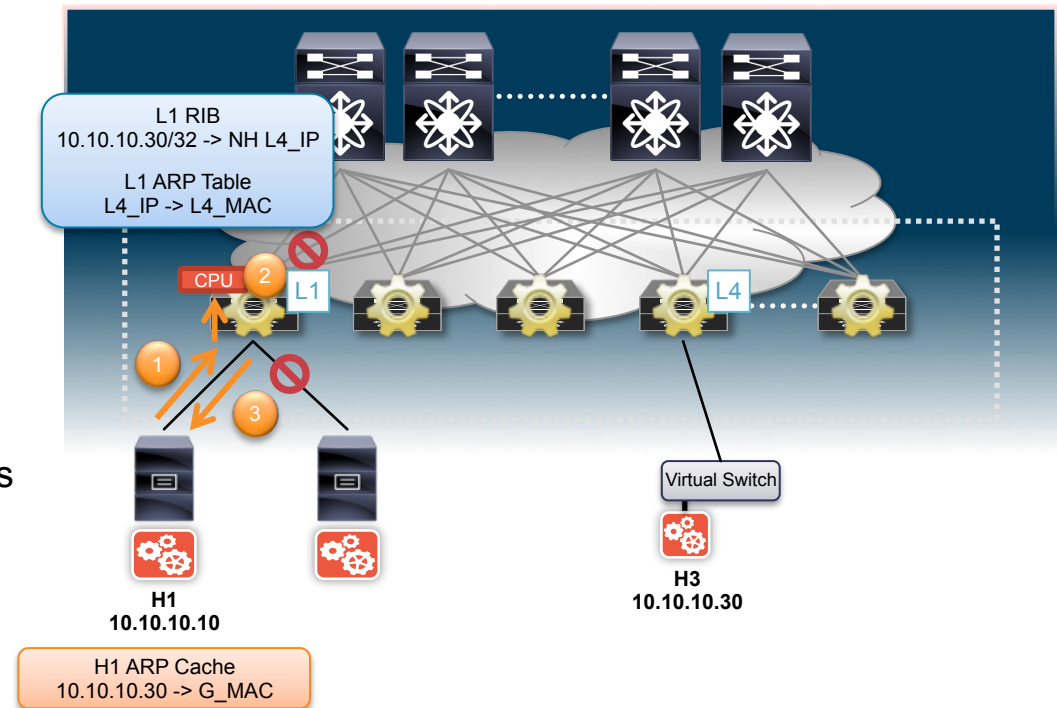 L1 RIB
10.10.10.30/32 -> NH L4_IP
L1 ARP Table
L4_IP -> L4_MAC
CPU
2
L1
L4
1
3
s
Virtual Switch
H1
10.10.10.10
H3
10.10.10.30
H1 ARP Cache
10.10.10.30 -> G_MAC